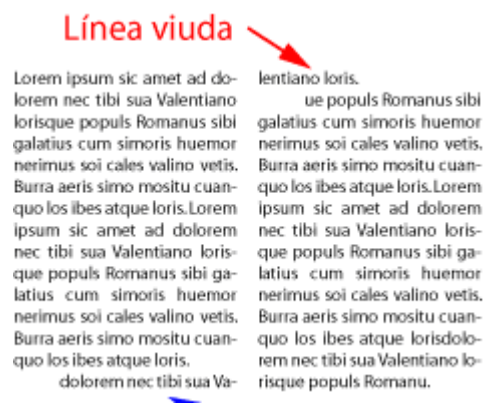 Línea viuda
Lorem ipsum sic amet ad do-
lorem nec tibi sua Valentiano
lorisque populs Romanus sibi
galatius cum simoris huemor
nerimus soi cales valino vetis.
Burra aeris simo mositu cuan-
quo los ibes atque loris. Lorem
ipsum sic amet ad dolorem
nec tibi sua Valentiano loris-
que populs Romanus sibi ga-
latius cum simoris huemor
nerimus soi cales valino vetis.
Burra aeris simo mositu cuan-
quo los ibes atque loris.
dolorem nec tibi sua Va-
lentiano loris.
ue populs Romanus sibi
galatius cum simoris huemor
nerimus soi cales valino vetis.
Burra aeris simo mositu cuan-
quo los ibes atque loris. Lorem
ipsum sic amet ad dolorem
nec tibi sua Valentiano loris-
que populs Romanus sibi ga-
latius cum simoris huemor
nerimus soi cales valino vetis.
Burra aeris simo mositu cuan-
quo los ibes atque lorisdolo-
rem nec tibi sua Valentiano lo-
risque populs Romanu.